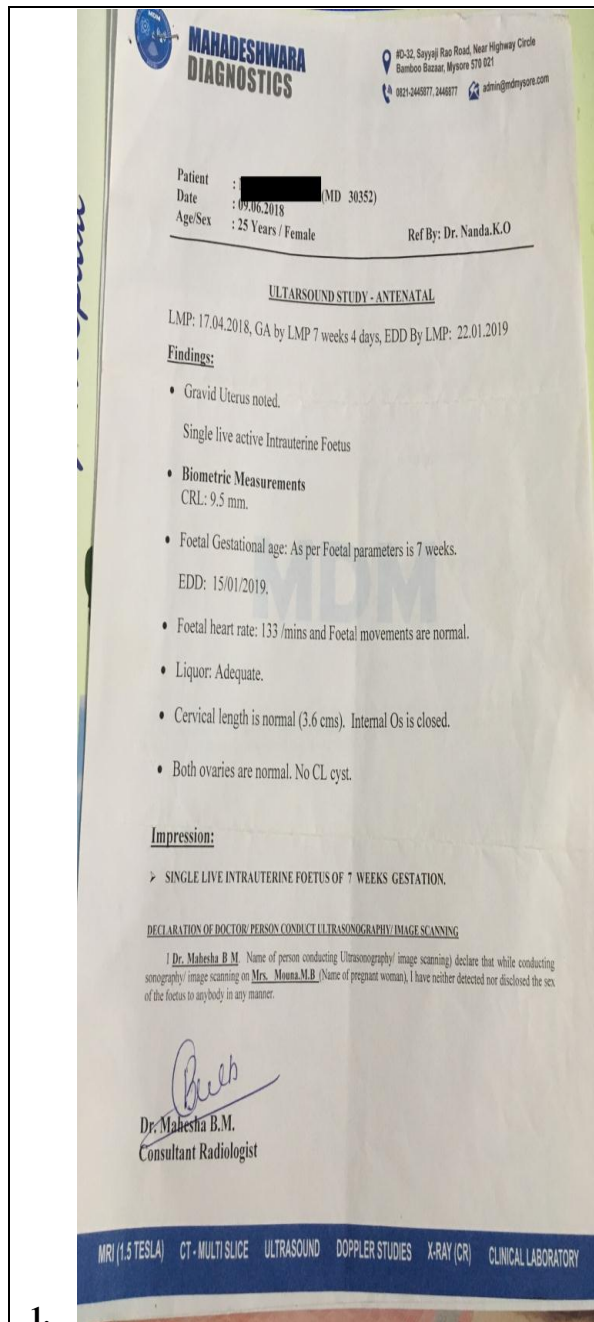 MDM
MAHADESHWARA
DIAGNOSTICS
#D-32, Sayyaji Rao Road, Near Highway Circle
Bamboo Bazaar, Mysore 570 021
0821-2445877, 2446877 admin@mdmysore.com
Patient : (MD 30352)
Date : 09.06.2018
Age/Sex : 25 Years / Female Ref By: Dr. Nanda.K.O
ULTARSOUND STUDY - ANTENATAL
LMP: 17.04.2018, GA by LMP 7 weeks 4 days, EDD By LMP: 22.01.2019
Findings:
• Gravid Uterus noted.
Single live active Intrauterine Foetus
• Biometric Measurements
CRL: 9.5 mm.
• Foetal Gestational age: As per Foetal parameters is 7 weeks.
MDM
EDD: 15/01/2019.
• Foetal heart rate: 133 /mins and Foetal movements are normal.
• Liquor: Adequate.
• Cervical length is normal (3.6 cms). Internal Os is closed.
• Both ovaries are normal. No CL cyst.
Impression:
➢ SINGLE LIVE INTRAUTERINE FOETUS OF 7 WEEKS GESTATION.
DECLARATION OF DOCTOR/ PERSON CONDUCT ULTRASONOGRAPHY/ IMAGE SCANNING
I Dr. Mahesha B M. Name of person conducting Ultrasonography/ image scanning) declare that while conducting
sonography/ image scanning on Mrs. Mouna.M.B (Name of pregnant woman), I have neither detected nor disclosed the sex
of the foetus to anybody in any manner.
Dr. Mahesha B.M.
Consultant Radiologist
MRI (1.5 TESLA) CT - MULTI SLICE ULTRASOUND DOPPLER STUDIES X-RAY (CR) CLINICAL LABORATORY
1.